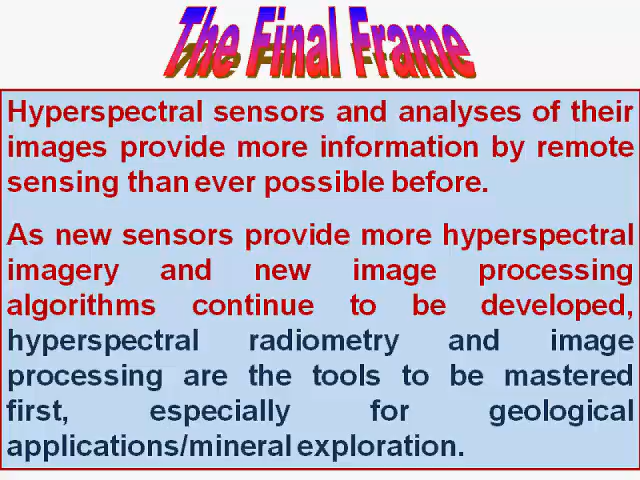 The Final Frame
Hyperspectral sensors and analyses of their
images provide more information by remote
sensing than ever possible before.
As new sensors provide more hyperspectral
imagery and new image processing
algorithms continue to be developed,
hyperspectral radiometry and image
processing are the tools to be mastered
first, especially for geological
applications/mineral exploration.